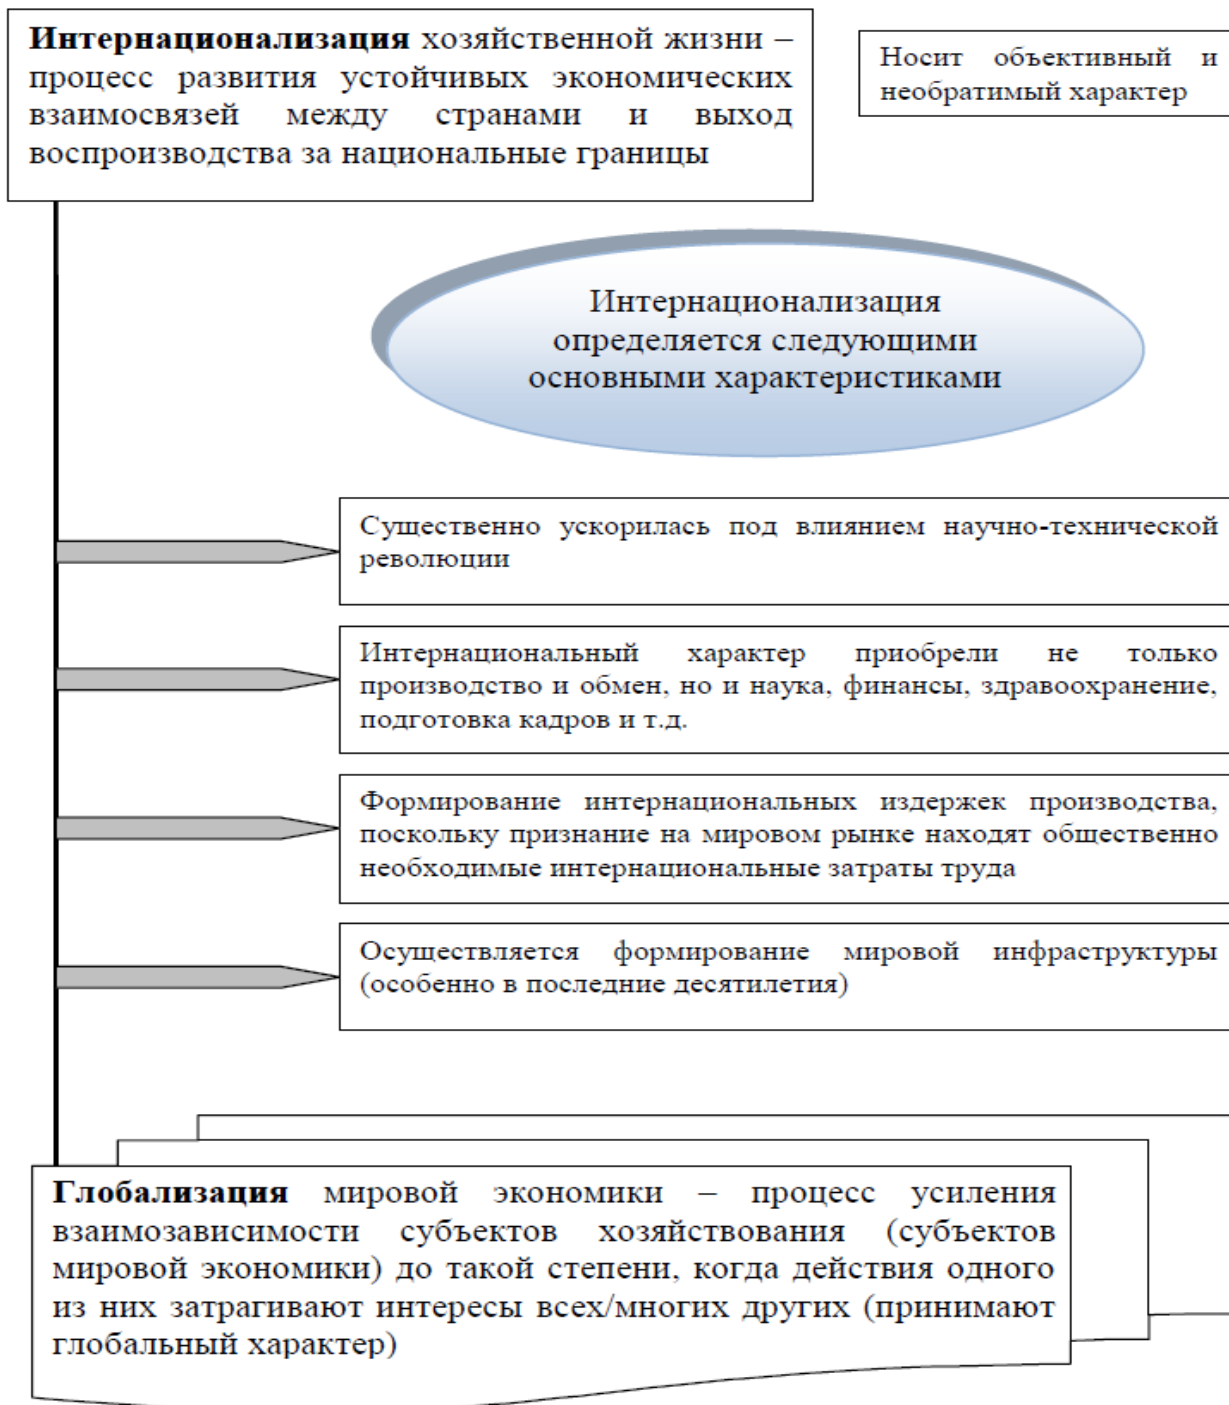 Интернационализация хозяйственной жизни –
процесс развития устойчивых экономических
взаимосвязей между странами и выход
воспроизводства за национальные границы
Носит объективный и
необратимый характер
Интернационализация
определяется следующими
основными характеристиками
Существенно ускорилась под влиянием научно-технической
революции
Интернациональный характер приобрели не только
производство и обмен, но и наука, финансы, здравоохранение,
подготовка кадров и т.д.
Формирование интернациональных издержек производства,
поскольку признание на мировом рынке находят общественно
необходимые интернациональные затраты труда
Осуществляется формирование мировой инфраструктуры
(особенно в последние десятилетия)
Глобализация мировой экономики – процесс усиления
взаимозависимости субъектов хозяйствования (субъектов
мировой экономики) до такой степени, когда действия одного
из них затрагивают интересы всех/многих других (принимают
глобальный характер)